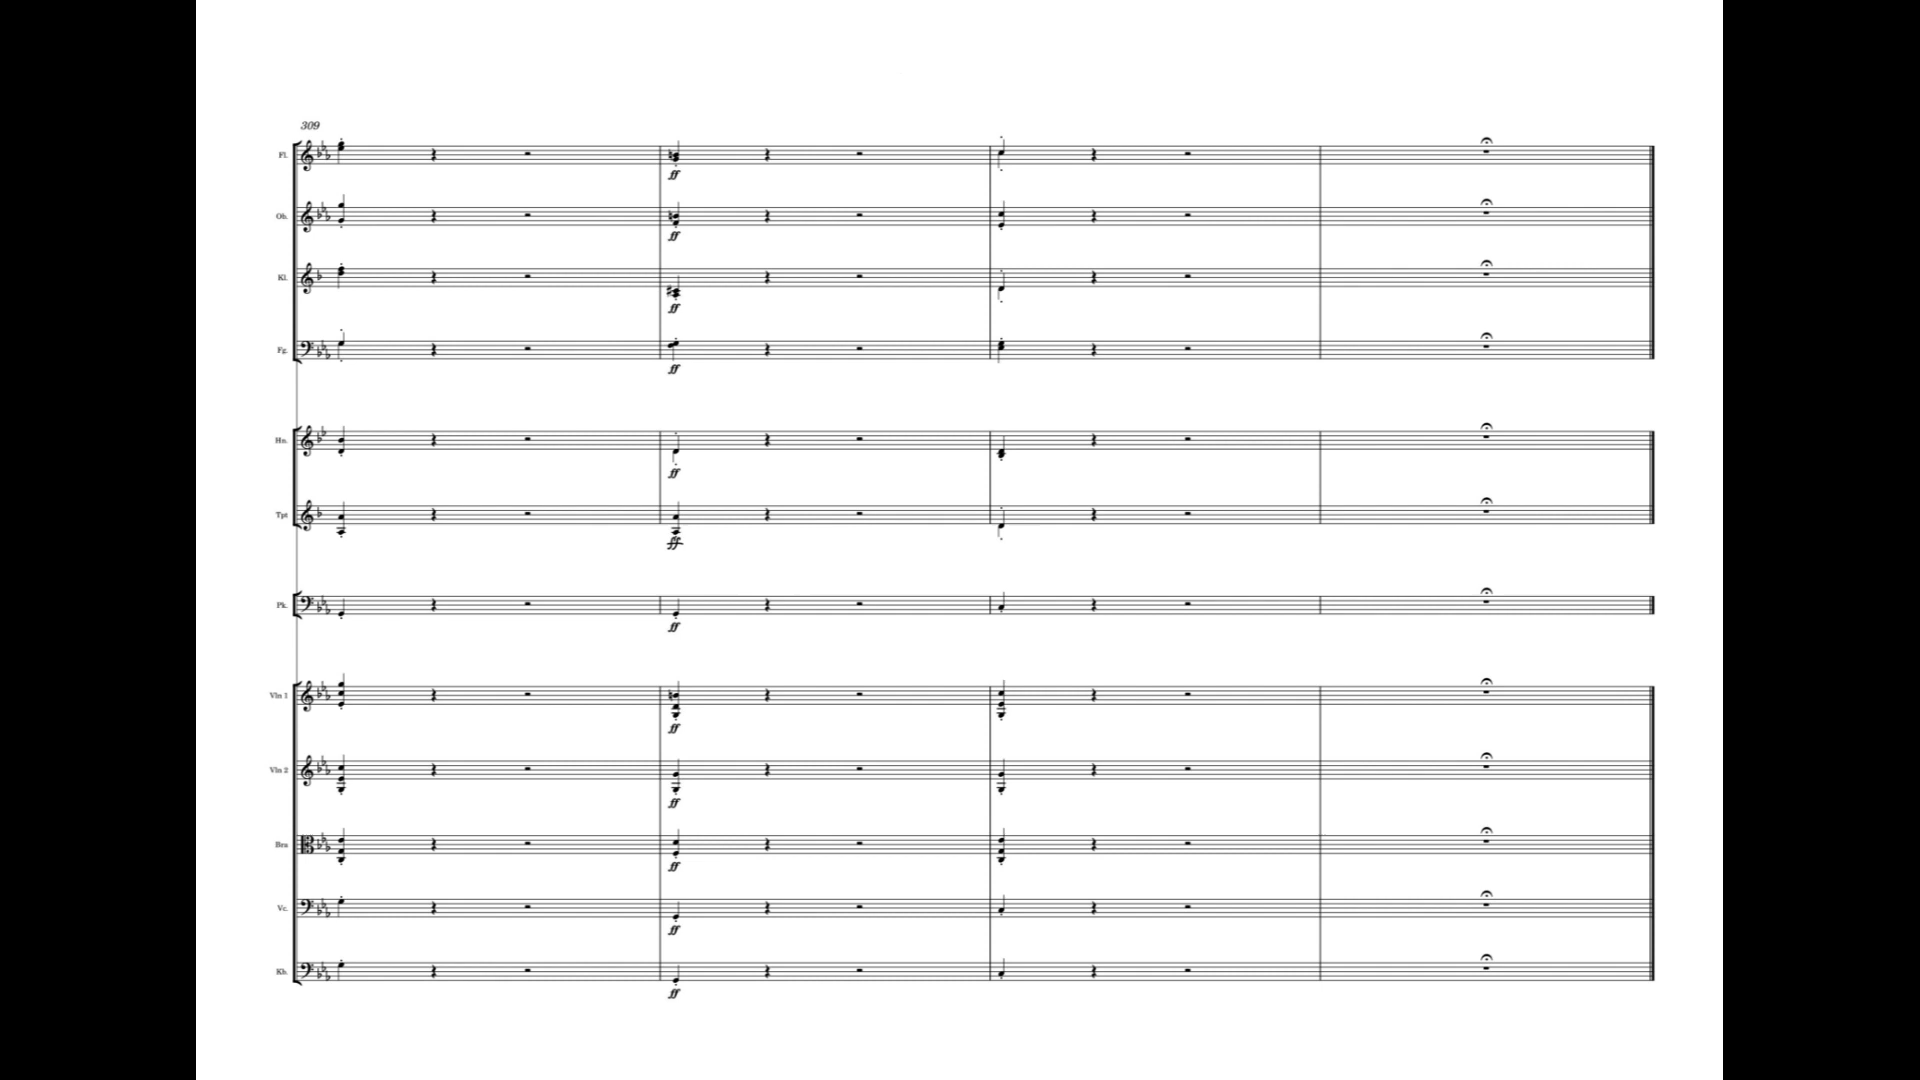 309
Fl.
Ob.
ff
Kl.
ff
Fg.
ff
ff
Hn.
ff
Tpt
ff
Pk.
ff
Vln 1
ff
Vln 2
ff
Bra
ff
Vc.
ff
Kb.
ff